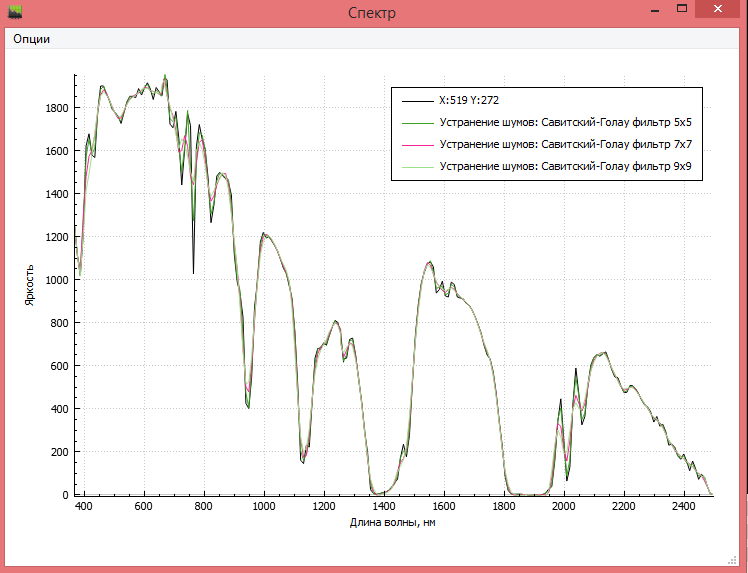 Спектр
Опции
X:519 Y:272
Устранение шумов: Савитский-Голау фильтр 5x5
Устранение шумов: Савитский-Голау фильтр 7x7
Устранение шумов: Савитский-Голау фильтр 9x9
1800
1600
1400
1200
1000
800
600
400
200
0
Яркость
400 600 800 1000 1200 1400 1600 1800 2000 2200 2400
Длина волны, нм